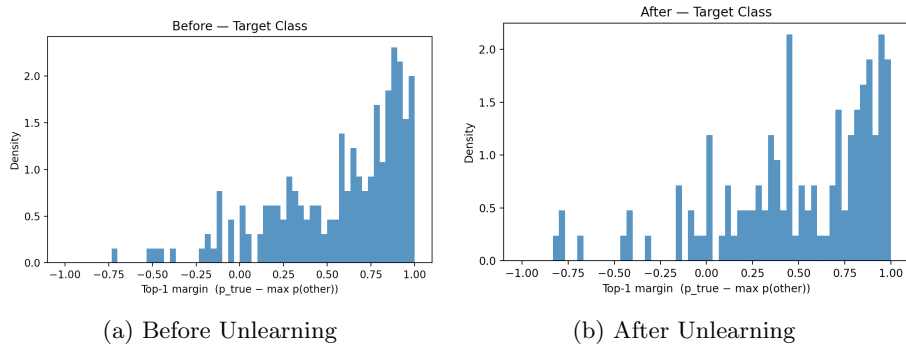 Before — Target Class
Density
2.0
1.5
1.0
0.5
0.0
−1.00 −0.75 −0.50 −0.25 0.00 0.25 0.50 0.75 1.00
Top-1 margin (p_true − max p(other))
(a) Before Unlearning
After — Target Class
Density
2.0
1.5
1.0
0.5
0.0
−1.00 −0.75 −0.50 −0.25 0.00 0.25 0.50 0.75 1.00
Top-1 margin (p_true − max p(other))
(b) After Unlearning